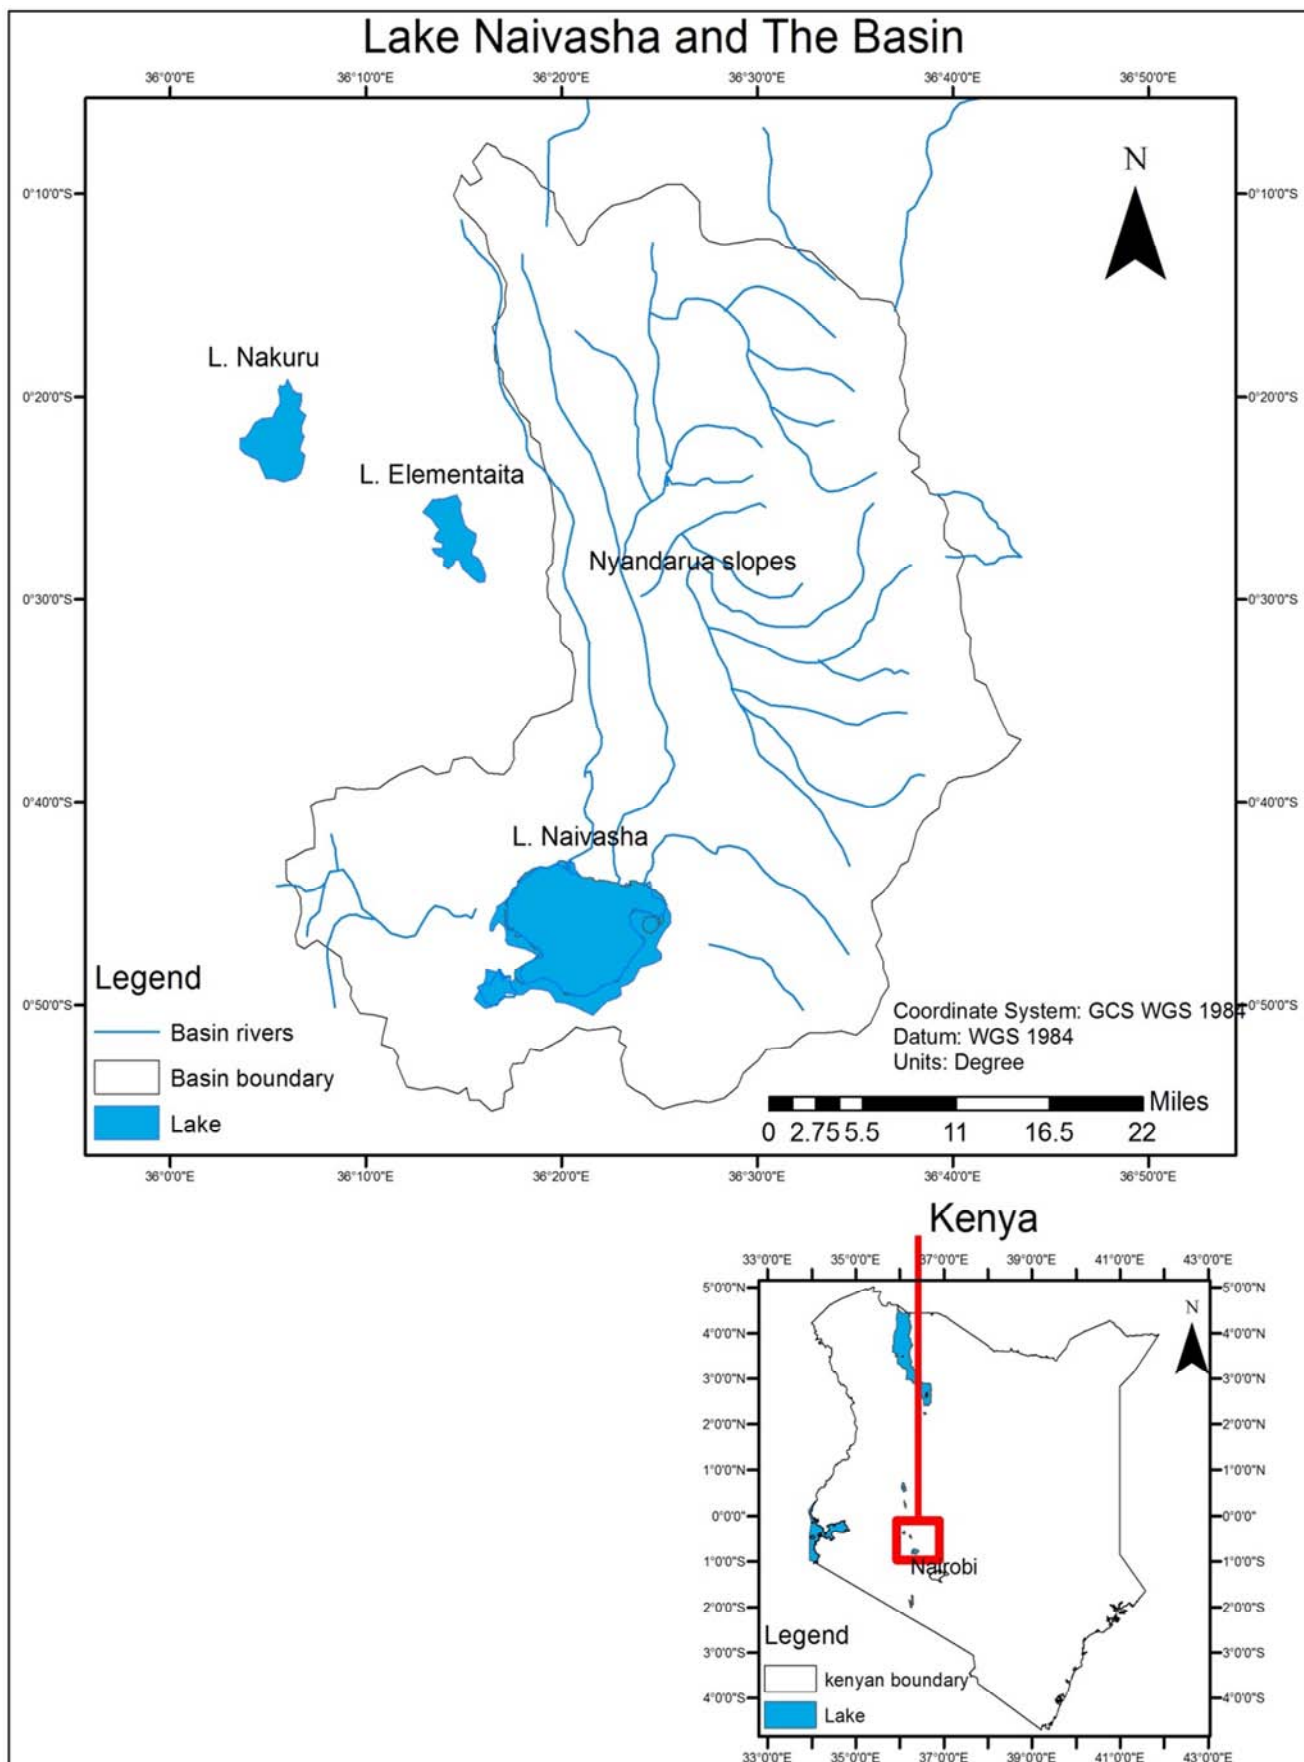 Lake Naivasha and The Basin
36°0'0"E 36°10'0"E 36°20'0"E 36°30'0"E 36°40'0"E 36°50'0"E
N
0°10'0"S 0°10'0"S
L. Nakuru
0°20'0"S 0°20'0"S
L. Elementaita
Nyandarua slopes
0°30'0"S 0°30'0"S
0°40'0"S 0°40'0"S
L. Naivasha
Legend
0°50'0"S 0°50'0"S
Basin rivers
Basin boundary
Lake
Coordinate System: GCS WGS 1984
Datum: WGS 1984
Units: Degree
Miles
0 2.75 5.5 11 16.5 22
36°0'0"E 36°10'0"E 36°20'0"E 36°30'0"E 36°40'0"E 36°50'0"E
Kenya
33°0'0"E 35°0'0"E 37°0'0"E 39°0'0"E 41°0'0"E 43°0'0"E
5°0'0"N 5°0'0"N
N
4°0'0"N 4°0'0"N
3°0'0"N 3°0'0"N
2°0'0"N 2°0'0"N
1°0'0"N 1°0'0"N
0°0'0" 0°0'0"
1°0'0"S 1°0'0"S
Nairobi
2°0'0"S 2°0'0"S
Legend
3°0'0"S 3°0'0"S
kenyan boundary
4°0'0"S 4°0'0"S
Lake
33°0'0"E 35°0'0"E 37°0'0"E 39°0'0"E 41°0'0"E 43°0'0"E